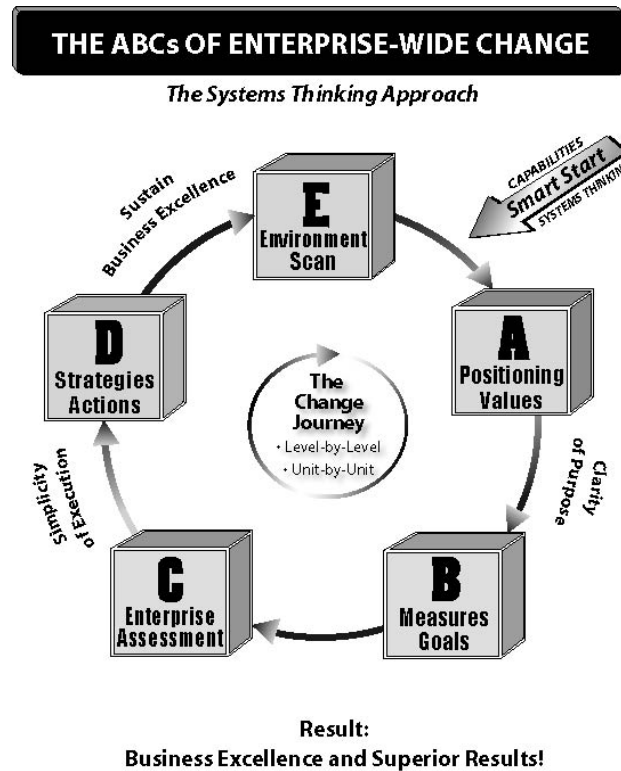 THE ABCs OF ENTERPRISE-WIDE CHANGE
The Systems Thinking Approach
CAPABILITIES
Smart Start
SYSTEMS THINKING
Sustain
Business Excellence
E
Environment
Scan
A
Positioning
Values
Clarity
of Purpose
B
Measures
Goals
C
Enterprise
Assessment
Simplicity
of Execution
D
Strategies
Actions
The
Change
Journey
• Level-by-Level
• Unit-by-Unit
Result:
Business Excellence and Superior Results!